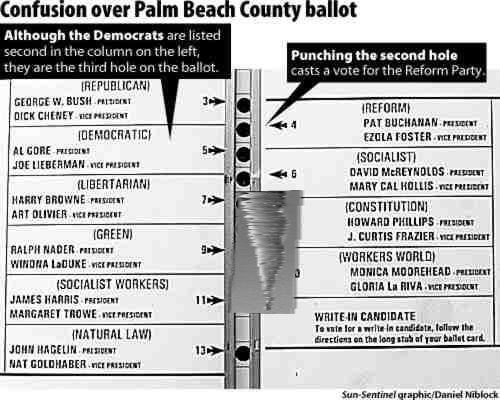 Confusion over Palm Beach County ballot
Although the Democrats are listed
second in the column on the left,
they are the third hole on the ballot.
Punching the second hole
casts a vote for the Reform Party.
(REPUBLICAN)
GEORGE W. BUSH - PRESIDENT
DICK CHENEY - VICE PRESIDENT
3
(DEMOCRATIC)
AL GORE - PRESIDENT
JOE LIEBERMAN - VICE PRESIDENT
5
(LIBERTARIAN)
HARRY BROWNE - PRESIDENT
ART OLIVIER - VICE PRESIDENT
7
(GREEN)
RALPH NADER - PRESIDENT
WINONA LaDUKE - VICE PRESIDENT
9
(SOCIALIST WORKERS)
JAMES HARRIS - PRESIDENT
MARGARET TROWE - VICE PRESIDENT
11
(NATURAL LAW)
JOHN HAGELIN - PRESIDENT
NAT GOLDHABER - VICE PRESIDENT
13
(REFORM)
4
PAT BUCHANAN - PRESIDENT
EZOLA FOSTER - VICE PRESIDENT
(SOCIALIST)
6
DAVID McREYNOLDS - PRESIDENT
MARY CAL HOLLIS - VICE PRESIDENT
(CONSTITUTION)
HOWARD PHILLIPS - PRESIDENT
J. CURTIS FRAZIER - VICE PRESIDENT
(WORKERS WORLD)
MONICA MOOREHEAD - PRESIDENT
GLORIA La RIVA - VICE PRESIDENT
WRITE-IN CANDIDATE
To vote for a write-in candidate, follow the
directions on the long stub of your ballot card.
Sun-Sentinel graphic/Daniel Niblock